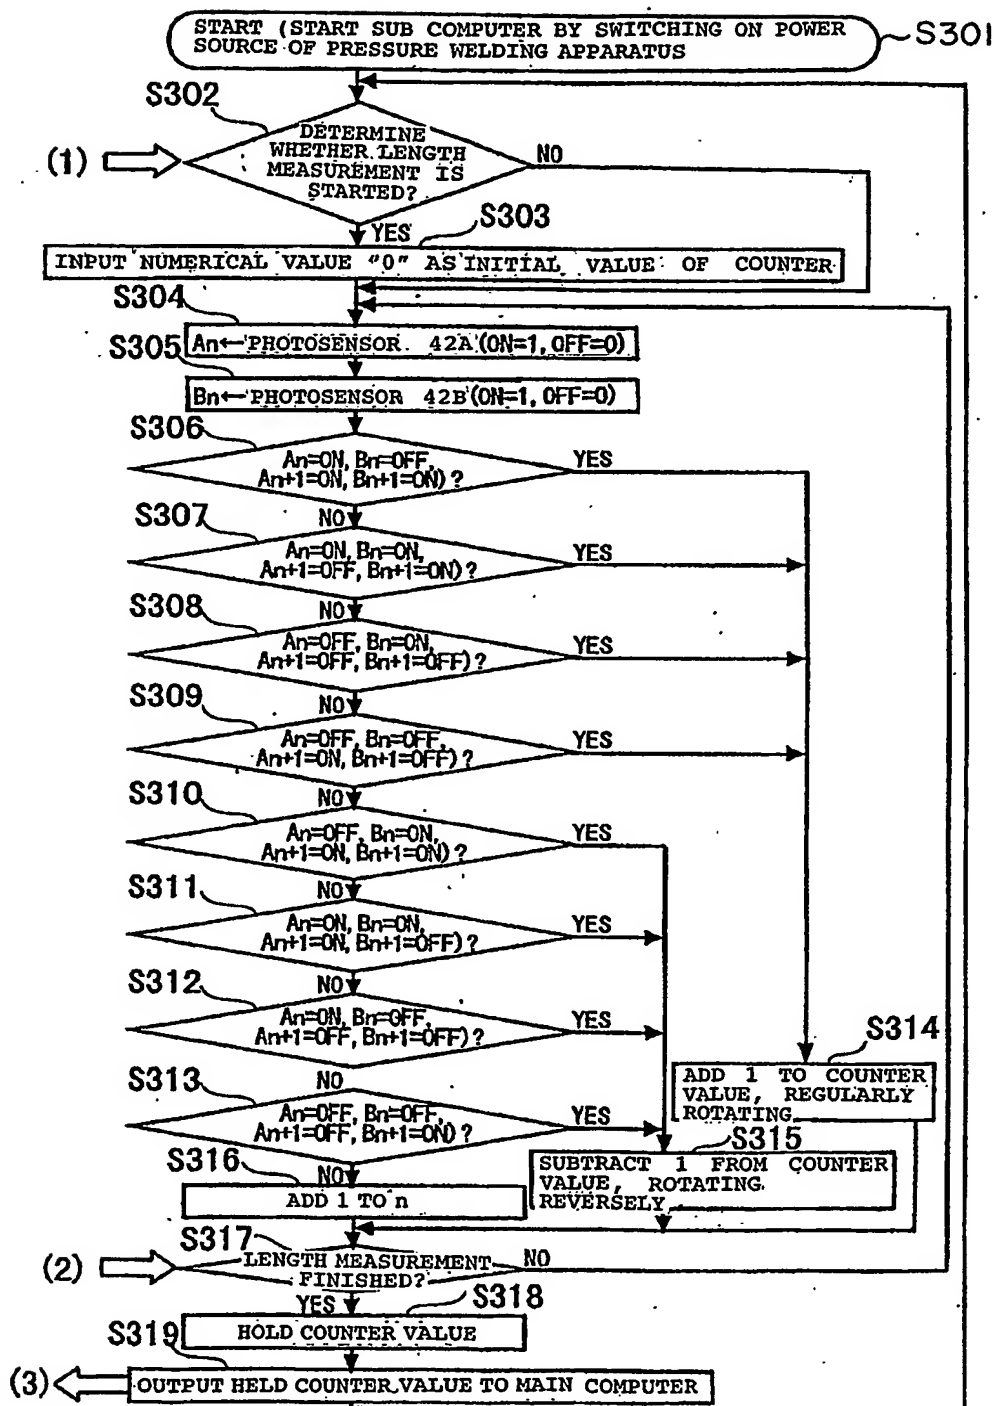 START (START SUB COMPUTER BY SWITCHING ON POWER
SOURCE OF PRESSURE WELDING APPARATUS
S301
S302
DETERMINE
WHETHER LENGTH
MEASUREMENT IS
STARTED?
(1)
NO
YES
S303
INPUT NUMERICAL VALUE "0" AS INITIAL VALUE OF COUNTER
S304
An←PHOTOSENSOR 42A(ON=1, OFF=0)
S305
Bn←PHOTOSENSOR 42B(ON=1, OFF=0)
S306
An=ON, Bn=OFF,
An+1=ON, Bn+1=ON)?
YES
NO
S307
An=ON, Bn=ON,
An+1=OFF, Bn+1=ON)?
YES
NO
S308
An=OFF, Bn=ON,
An+1=OFF, Bn+1=OFF)?
YES
NO
S309
An=OFF, Bn=OFF,
An+1=ON, Bn+1=OFF)?
YES
NO
S310
An=OFF, Bn=ON,
An+1=ON, Bn+1=ON)?
YES
NO
S311
An=ON, Bn=ON,
An+1=ON, Bn+1=OFF)?
YES
NO
S312
An=ON, Bn=OFF,
An+1=OFF, Bn+1=OFF)?
YES
NO
S313
An=OFF, Bn=OFF,
An+1=OFF, Bn+1=ON)?
YES
NO
S314
ADD 1 TO COUNTER
VALUE, REGULARLY
ROTATING
S315
SUBTRACT 1 FROM COUNTER
VALUE, ROTATING
REVERSELY
S316
ADD 1 TO n
S317
LENGTH MEASUREMENT
FINISHED?
(2)
NO
YES
S318
HOLD COUNTER VALUE
S319
OUTPUT HELD COUNTER VALUE TO MAIN COMPUTER
(3)